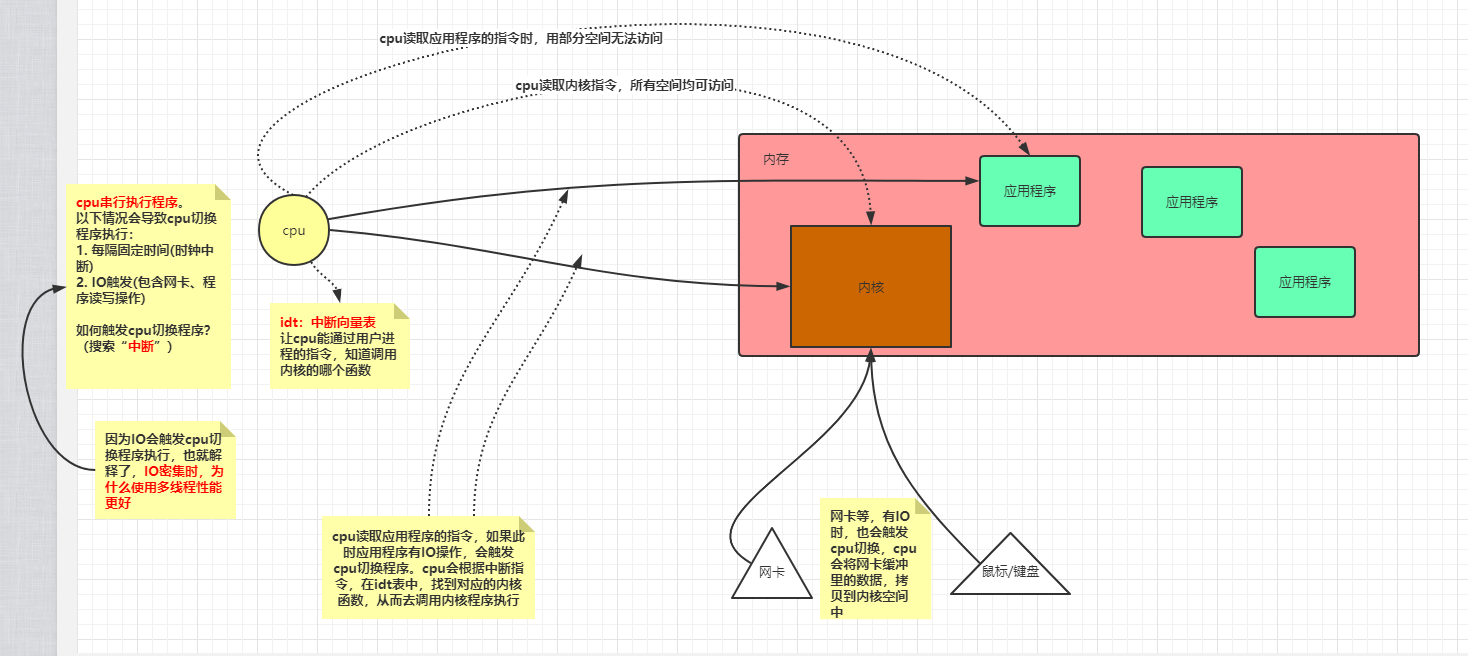 cpu读取应用程序的指令时，用部分空间无法访问
cpu读取内核指令，所有空间均可访问
内存
应用程序
应用程序
应用程序
内核
cpu
cpu串行执行程序。
以下情况会导致cpu切换
程序执行：
1. 每隔固定时间(时钟中
断)
2. IO触发(包含网卡、程
序读写操作)
如何触发cpu切换程序?
（搜索“中断”）
idt：中断向量表
让cpu能通过用户进
程的指令，知道调用
内核的哪个函数
因为IO会触发cpu切
换程序执行，也就解
释了，IO密集时，为
什么使用多线程性能
更好
cpu读取应用程序的指令，如果此
时应用程序有IO操作，会触发
cpu切换程序。cpu会根据中断指
令，在idt表中，找到对应的内核
函数，从而去调用内核程序执行
网卡
网卡等，有IO
时，也会触发
cpu切换，cpu
会将网卡缓冲
里的数据，拷
贝到内核空间
中
鼠标/键盘